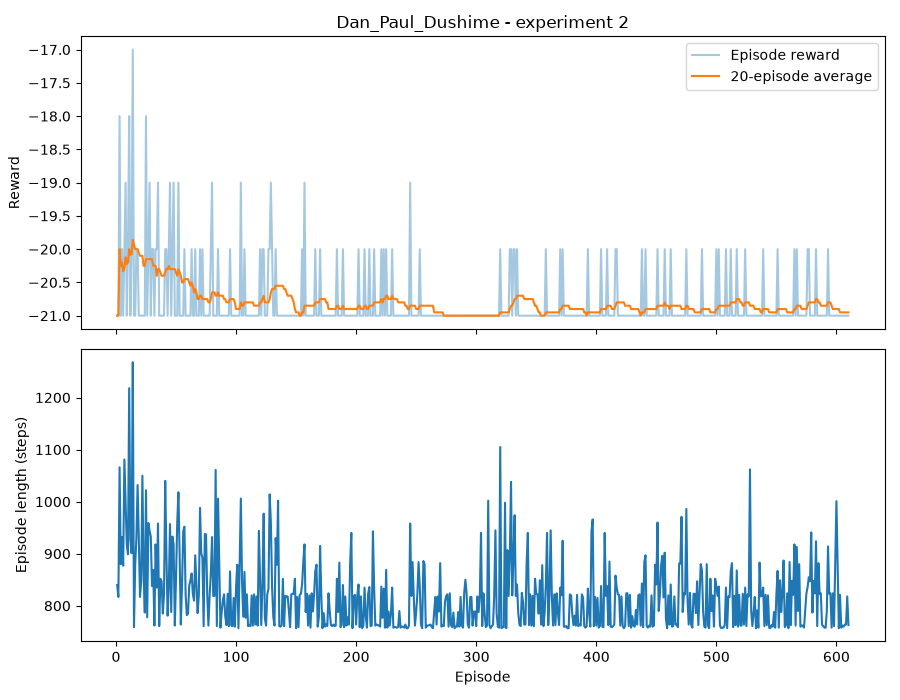 Dan_Paul_Dushime - experiment 2
Episode reward
20-episode average
Reward
−17.0
−17.5
−18.0
−18.5
−19.0
−19.5
−20.0
−20.5
−21.0
Episode length (steps)
1200
1100
1000
900
800
0 100 200 300 400 500 600
Episode